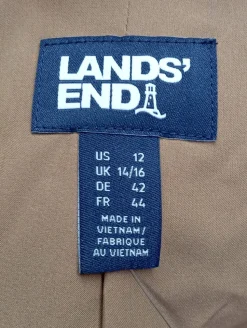 LANDS'
END
US 12
UK 14/16
DE 42
FR 44
MADE IN
VIETNAM/
FABRIQUE
AU VIETNAM